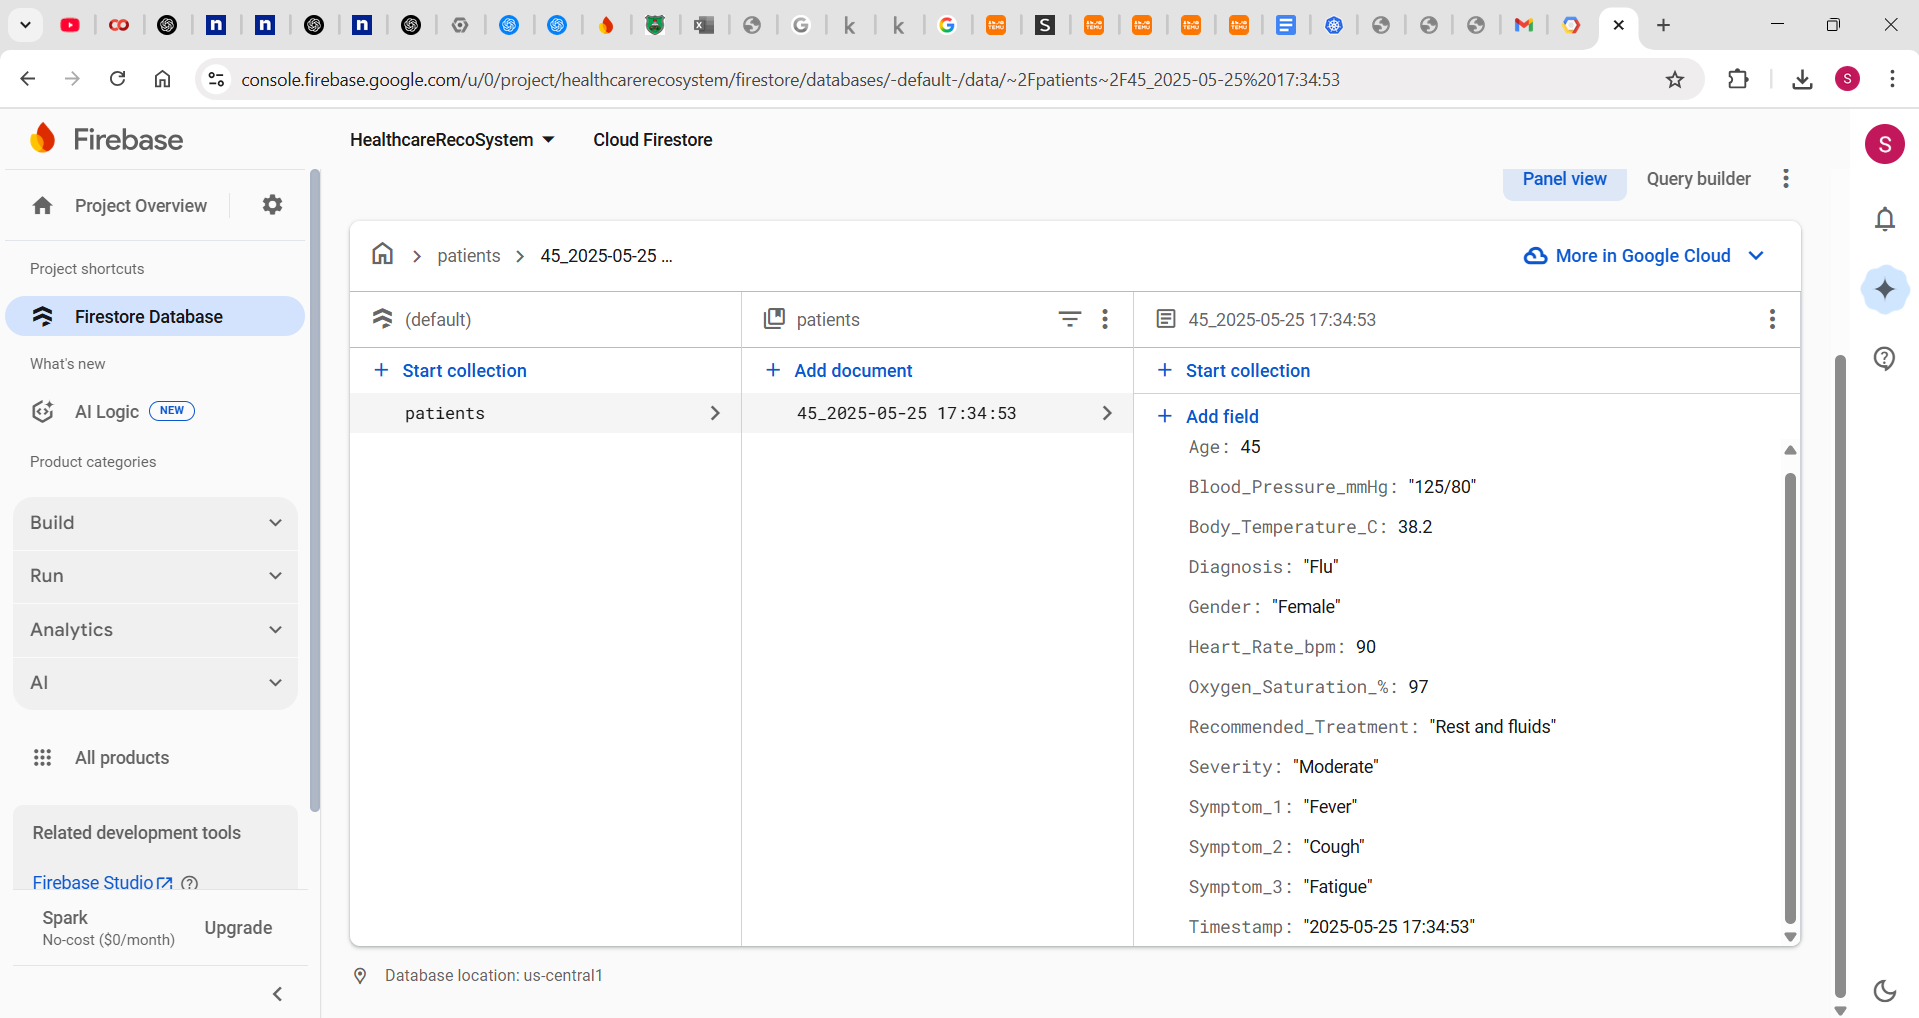 console.firebase.google.com/u/0/project/healthcarerecosystem/firestore/databases/-default-/data/~2Fpatients~2F45_2025-05-25%2017:34:53
S
Firebase
HealthcareRecoSystem
Cloud Firestore
S
Project Overview
Panel view
Query builder
Project shortcuts
patients
45_2025-05-25 ...
More in Google Cloud
Firestore Database
(default)
patients
45_2025-05-25 17:34:53
What's new
Start collection
Add document
Start collection
AI Logic NEW
patients
45_2025-05-25 17:34:53
Add field
Product categories
Age: 45
Blood_Pressure_mmHg: "125/80"
Build
Body_Temperature_C: 38.2
Diagnosis: "Flu"
Run
Gender: "Female"
Analytics
Heart_Rate_bpm: 90
AI
Oxygen_Saturation_%: 97
Recommended_Treatment: "Rest and fluids"
All products
Severity: "Moderate"
Symptom_1: "Fever"
Related development tools
Symptom_2: "Cough"
Firebase Studio
Symptom_3: "Fatigue"
Spark
No-cost ($0/month)
Upgrade
Timestamp: "2025-05-25 17:34:53"
Database location: us-central1